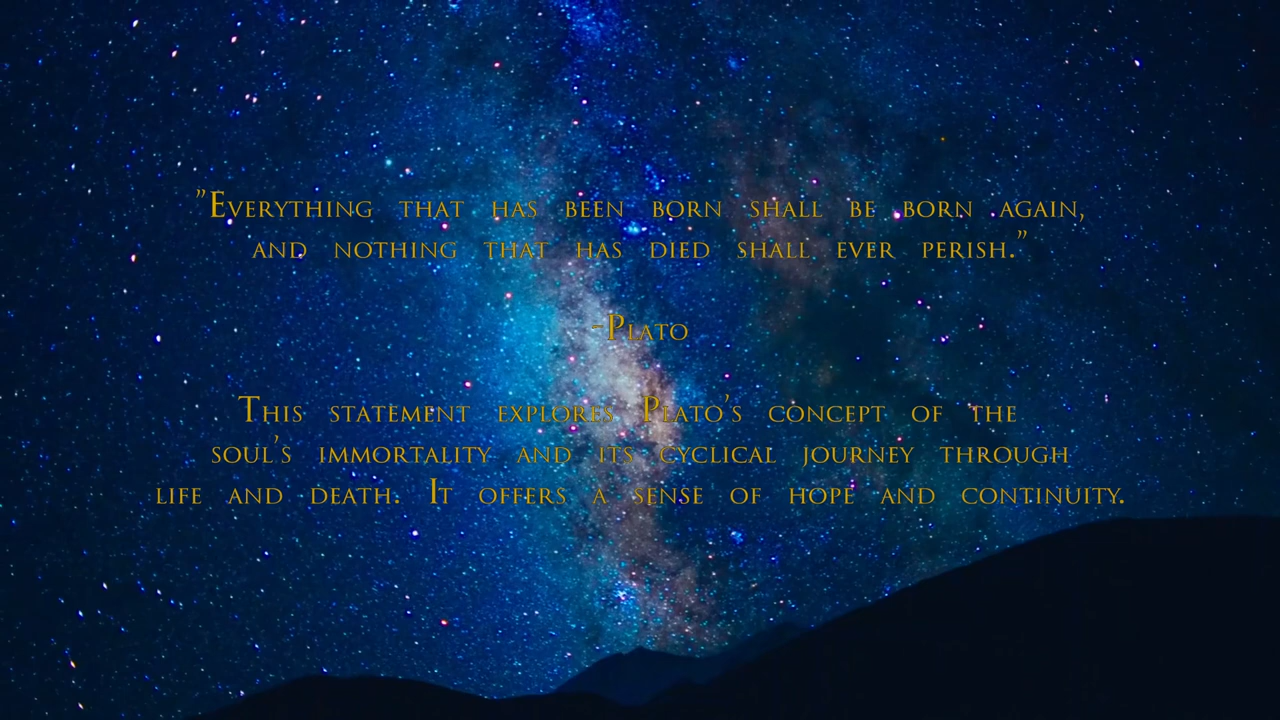 "Everything that has been born shall be born again,
and nothing that has died shall ever perish."
-Plato
This statement explores Plato's concept of the
soul's immortality and its cyclical journey through
life and death. It offers a sense of hope and continuity.